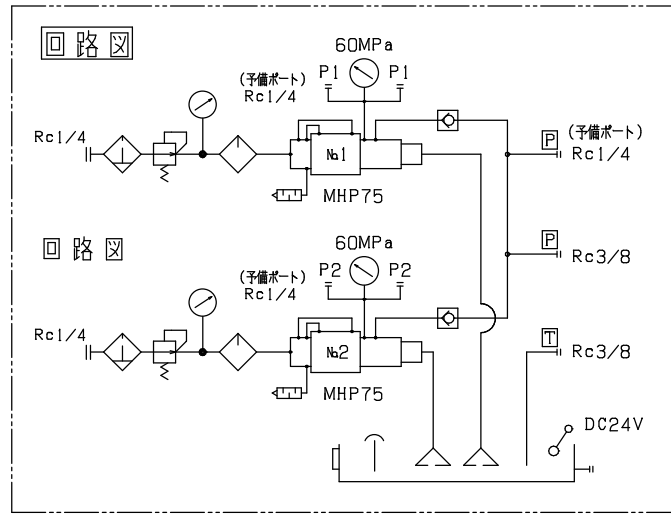 回路図
60MPa
P1 P1
(予備ポート)
Rc1/4
Rc1/4
№1
MHP75
P (予備ポート)
Rc1/4
回路図
60MPa
P Rc3/8
P2 P2
(予備ポート)
Rc1/4
Rc1/4
№2
T Rc3/8
MHP75
DC24V